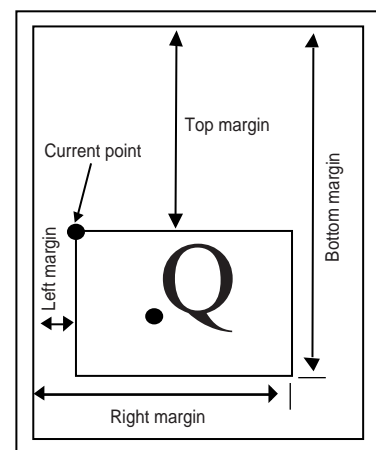 Top margin
Current point
Bottom margin
Left margin
Q
Right margin